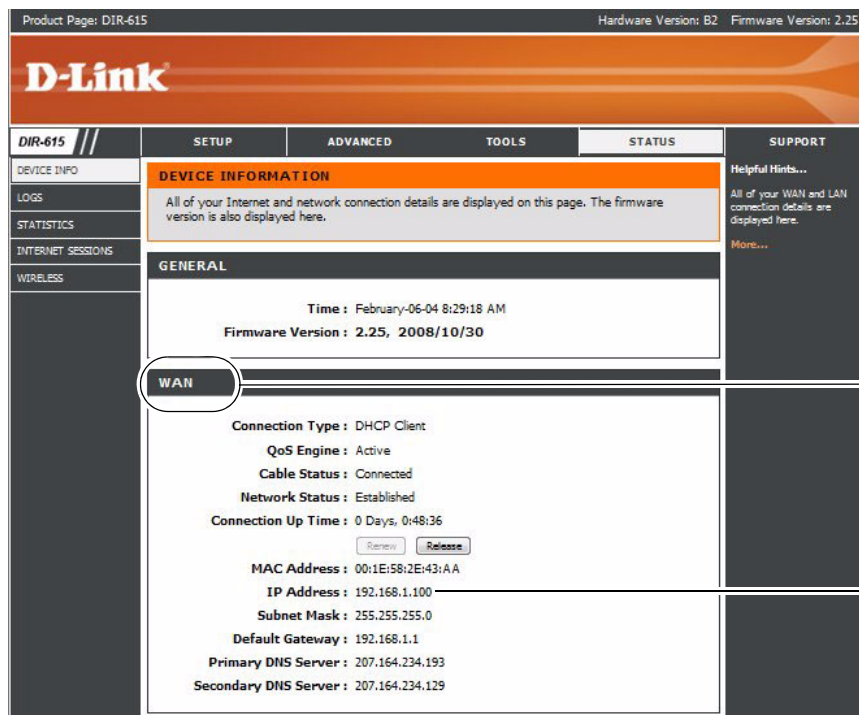 Product Page: DIR-615 Hardware Version: B2 Firmware Version: 2.25
D-Link
DIR-615 SETUP ADVANCED TOOLS STATUS SUPPORT
DEVICE INFO
LOGS
STATISTICS
INTERNET SESSIONS
WIRELESS
DEVICE INFORMATION
All of your Internet and network connection details are displayed on this page. The firmware
version is also displayed here.
GENERAL
Time : February-06-04 8:29:18 AM
Firmware Version : 2.25, 2008/10/30
WAN
Connection Type : DHCP Client
QoS Engine : Active
Cable Status : Connected
Network Status : Established
Connection Up Time : 0 Days, 0:48:36
Renew Release
MAC Address : 00:1E:58:2E:43:AA
IP Address : 192.168.1.100
Subnet Mask : 255.255.255.0
Default Gateway : 192.168.1.1
Primary DNS Server : 207.164.234.193
Secondary DNS Server : 207.164.234.129
Helpful Hints...
All of your WAN and LAN
connection details are
displayed here.
More...